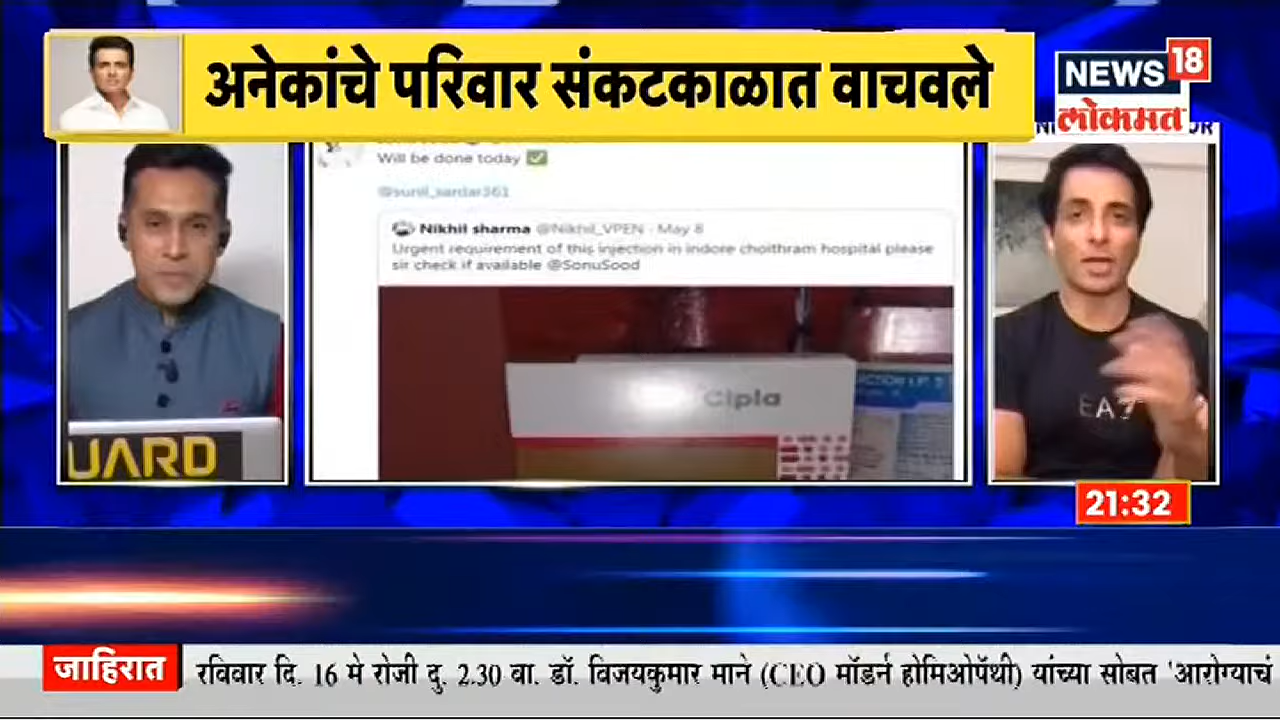 अनेकांचे परिवार संकटकाळात वाचवले
NEWS18
लोकमत
Will be done today ✅
@sunil_sardar361
Nikhil sharma @Nikhil_VPEN · May 8
Urgent requirement of this injection in indore choithram hospital please
sir check if available @SonuSood
Cipla
UARD
EA7
21:32
जाहिरात
रविवार दि. 16 मे रोजी दु. 2.30 वा. डॉ. विजयकुमार माने (CEO मॉडर्न होमिओपॅथी) यांच्या सोबत 'आरोग्याचं